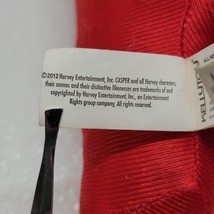 ©2012 Harvey Entertainment, Inc. CASPER and all Harvey characters,
their names and their distinctive likenesses are trademarks
of and copyrighted by Harvey Entertainment, Inc., an Entertainment
Rights group company, All rights reserved.
KELLYTOY